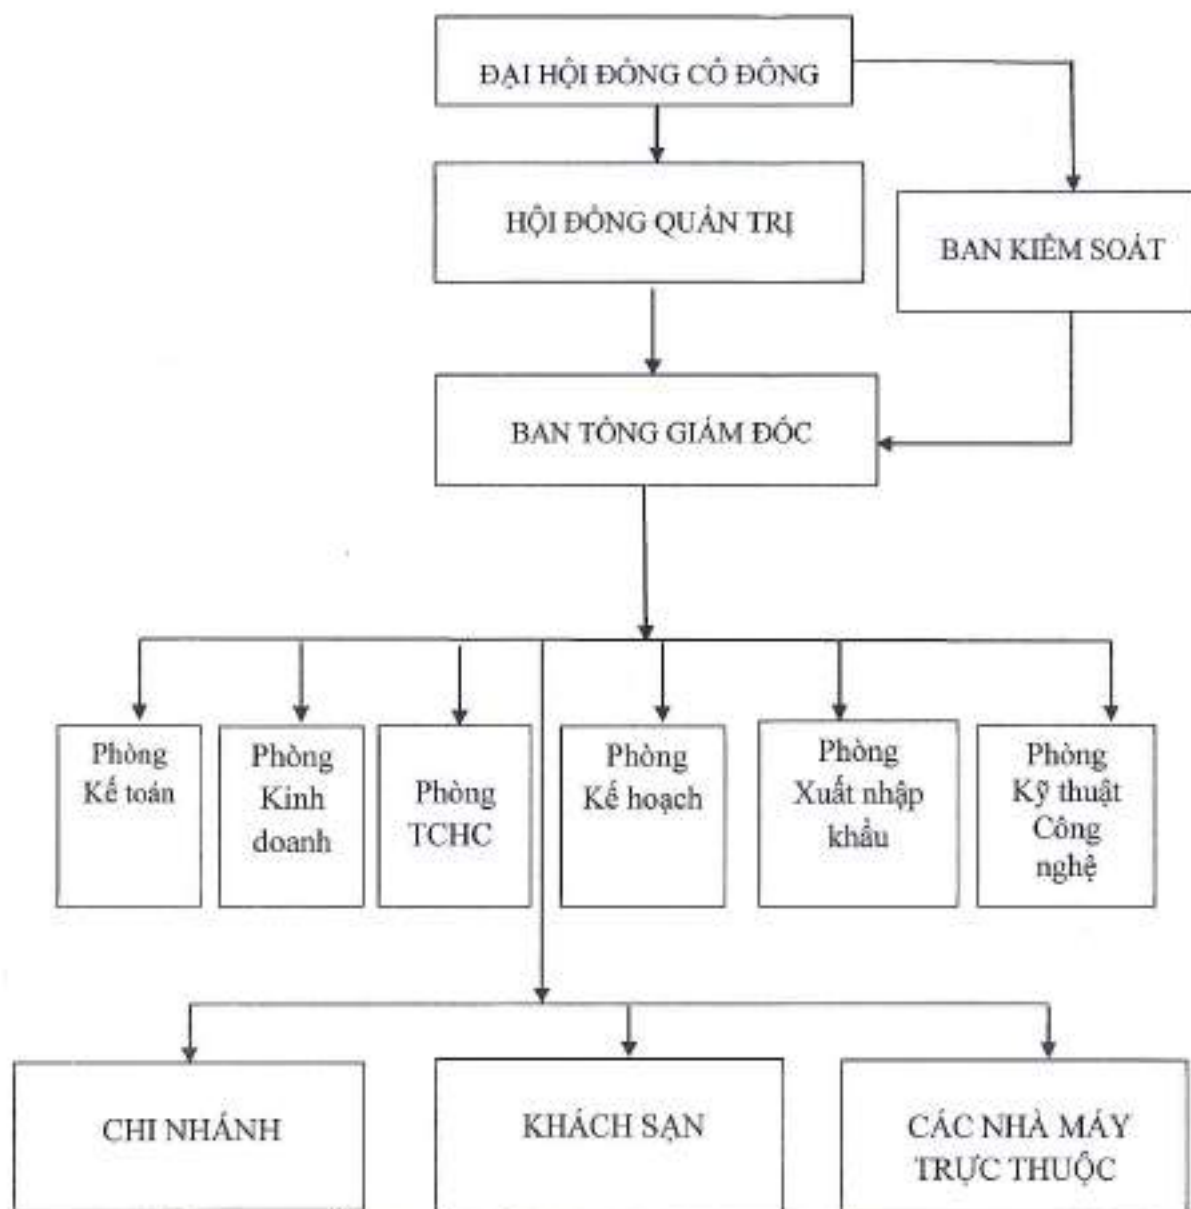 ĐẠI HỘI ĐỒNG CỔ ĐÔNG
HỘI ĐỒNG QUẢN TRỊ
BAN KIỂM SOÁT
BAN TỔNG GIÁM ĐỐC
Phòng
Kế toán
Phòng
Kinh
doanh
Phòng
TCHC
Phòng
Kế hoạch
Phòng
Xuất nhập
khẩu
Phòng
Kỹ thuật
Công
nghệ
CHI NHÁNH
KHÁCH SẠN
CÁC NHÀ MÁY
TRỰC THUỘC